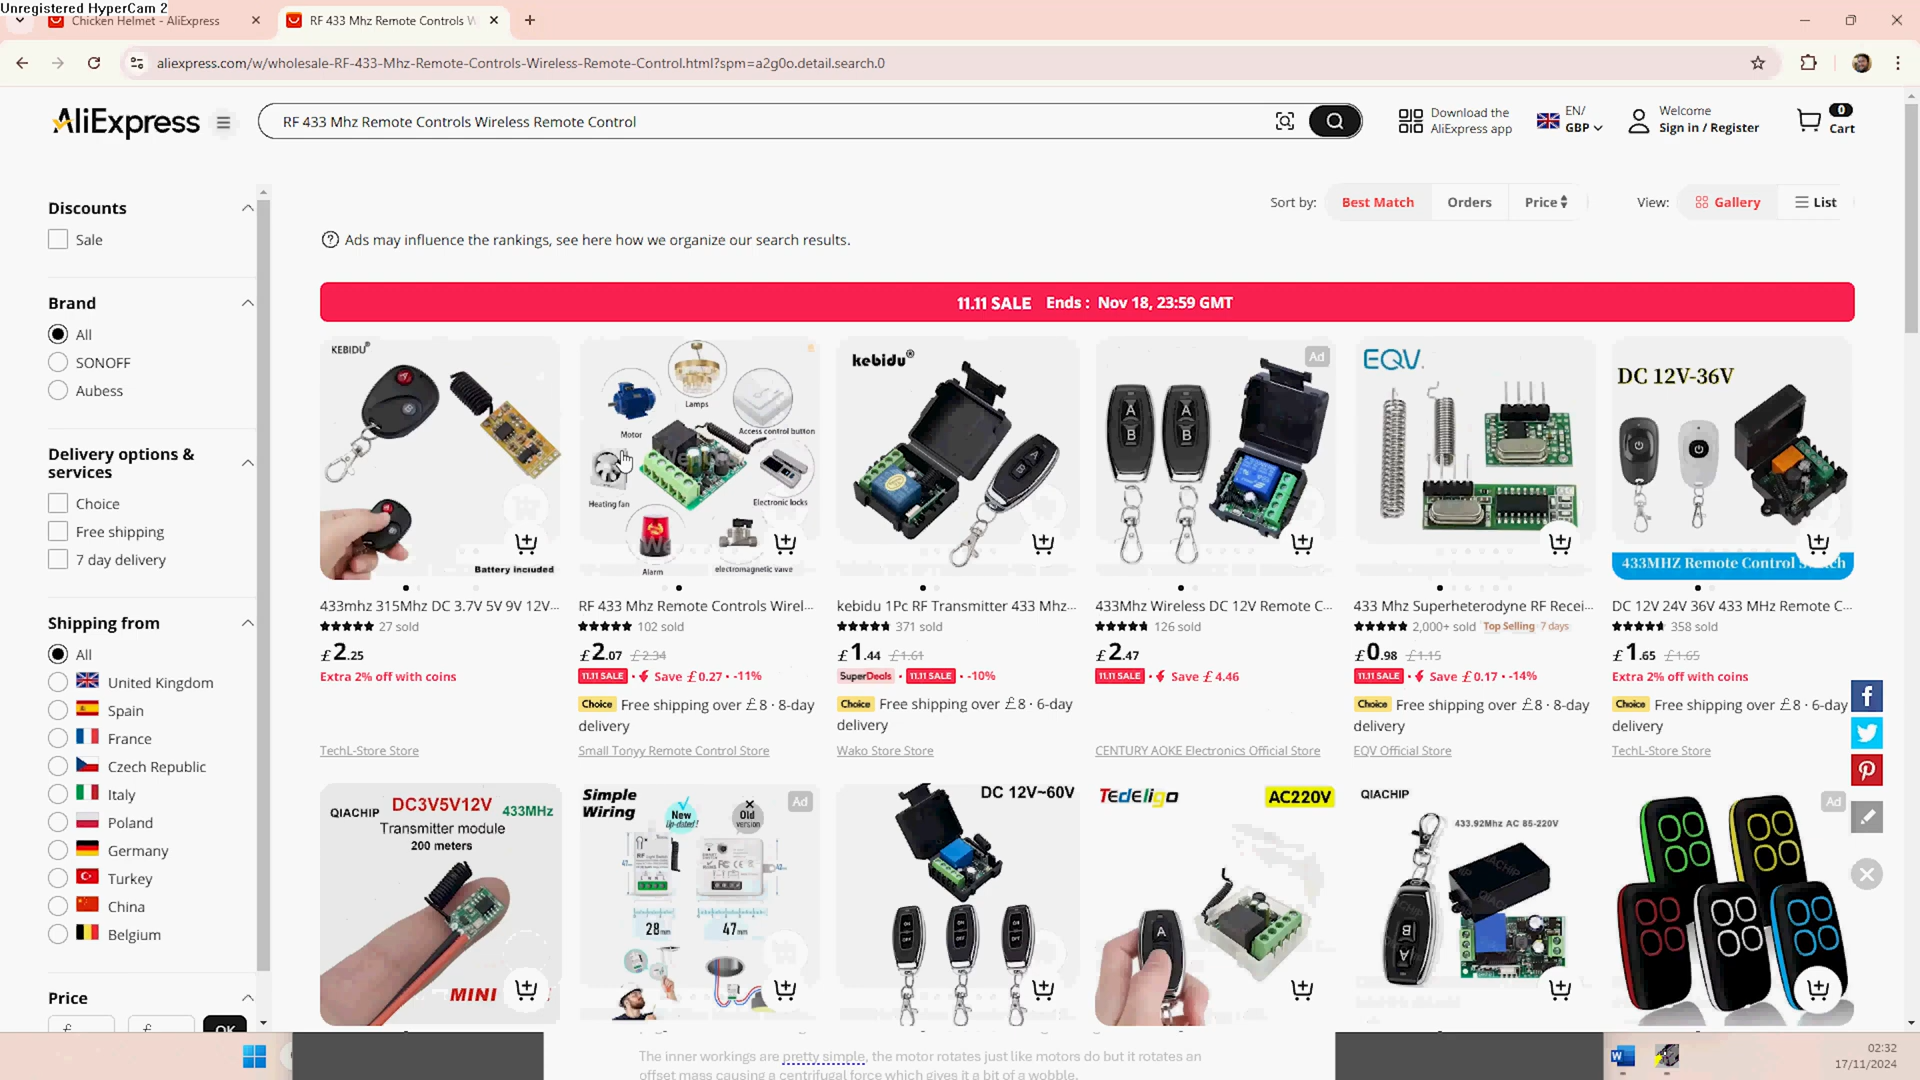 Unregistered HyperCam 2
Chicken Helmet - AliExpress
RF 433 Mhz Remote Controls W
aliexpress.com/w/wholesale-RF-433-Mhz-Remote-Controls-Wireless-Remote-Control.html?spm=a2g0o.detail.search.0
AliExpress
RF 433 Mhz Remote Controls Wireless Remote Control
Download the
AliExpress app
EN/
GBP
Welcome
Sign in / Register
0
Cart
Discounts
Sale
Brand
All
SONOFF
Aubess
Delivery options &
services
Choice
Free shipping
7 day delivery
Shipping from
All
United Kingdom
Spain
France
Czech Republic
Italy
Poland
Germany
Turkey
China
Belgium
Price
£
£
OK
Sort by:
Best Match
Orders
Price
View:
Gallery
List
Ads may influence the rankings, see here how we organize our search results.
11.11 SALE Ends : Nov 18, 23:59 GMT
KEBIDU®
Battery included
433mhz 315Mhz DC 3.7V 5V 9V 12V...
27 sold
£2.25
Extra 2% off with coins
TechL-Store Store
Lamps
Motor
Access control button
Heating fan
Electronic locks
Alarm
electromagnetic valve
RF 433 Mhz Remote Controls Wirel...
102 sold
£2.07 £2.34
11.11 SALE · Save £0.27 · -11%
Choice Free shipping over £8 · 8-day
delivery
Small Tonyy Remote Control Store
kebidu®
kebidu 1Pc RF Transmitter 433 Mhz...
371 sold
£1.44 £1.61
SuperDeals · 11.11 SALE · -10%
Choice Free shipping over £8 · 6-day
delivery
Wako Store Store
Ad
A
B
A
B
433Mhz Wireless DC 12V Remote C...
126 sold
£2.47
11.11 SALE · Save £4.46
CENTURY AOKE Electronics Official Store
EQV.
433 Mhz Superheterodyne RF Recei...
2,000+ sold Top Selling · 7 days
£0.98 £1.15
11.11 SALE · Save £0.17 · -14%
Choice Free shipping over £8 · 8-day
delivery
EQV Official Store
DC 12V-36V
433MHZ Remote Control Switch
DC 12V 24V 36V 433 MHz Remote C...
358 sold
£1.65 £1.65
Extra 2% off with coins
Choice Free shipping over £8 · 6-day
delivery
TechL-Store Store
QIACHIP
DC3V5V12V
433MHz
Transmitter module
200 meters
MINI
Simple
Wiring
New
Up-dated!
Old
version
Ad
28mm
47mm
DC 12V~60V
Tedeligo
AC220V
A
QIACHIP
433.92Mhz AC 85-220V
QIACHIP
B
A
Ad
The inner workings are pretty simple, the motor rotates just like motors do but it rotates an
offset mass causing a centrifugal force which gives it a bit of a wobble.
02:32
17/11/2024